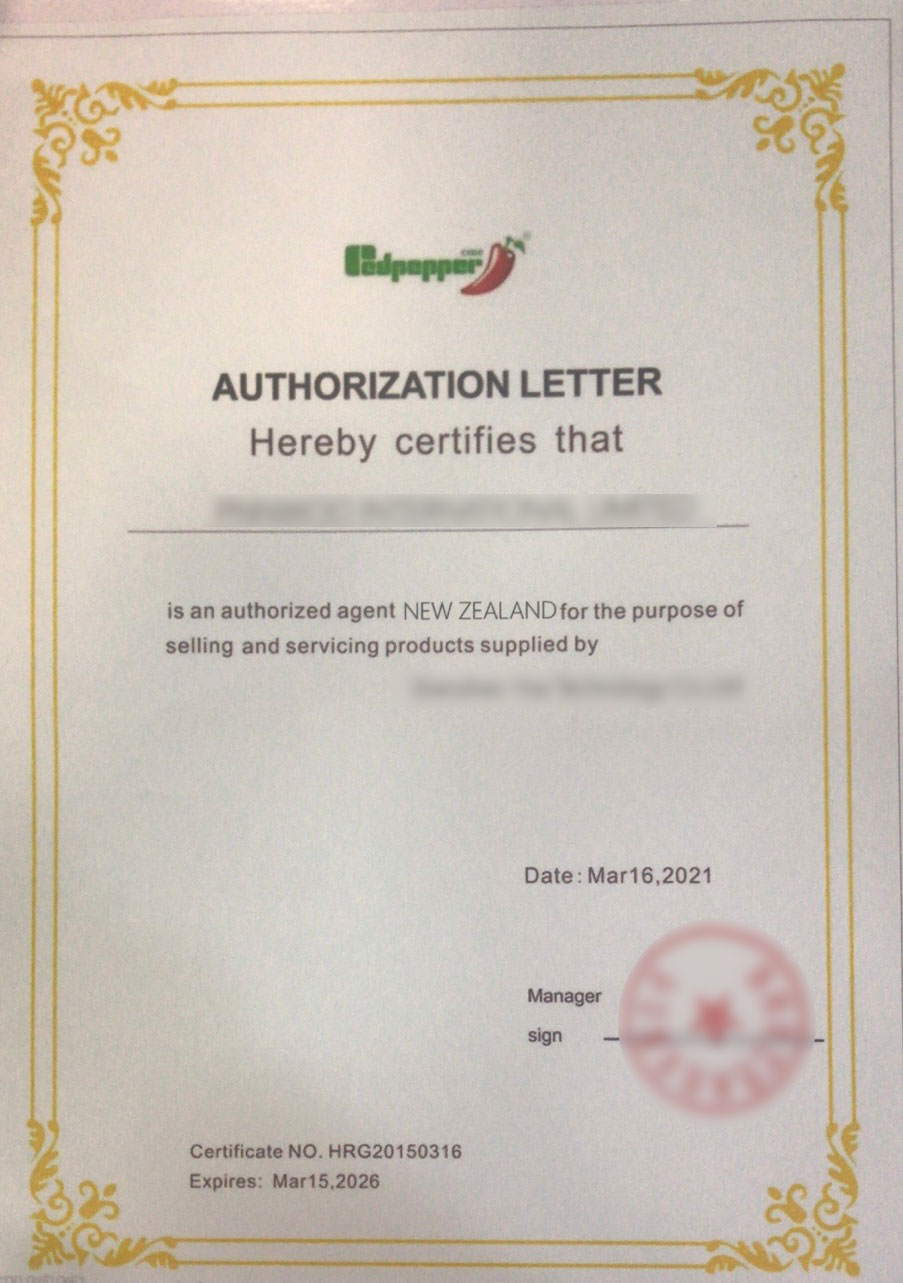 Redpepper
AUTHORIZATION LETTER
Hereby certifies that
is an authorized agent NEW ZEALAND for the purpose of
selling and servicing products supplied by
Date: Mar16,2021
Manager
sign
Certificate NO. HRG20150316
Expires: Mar15,2026